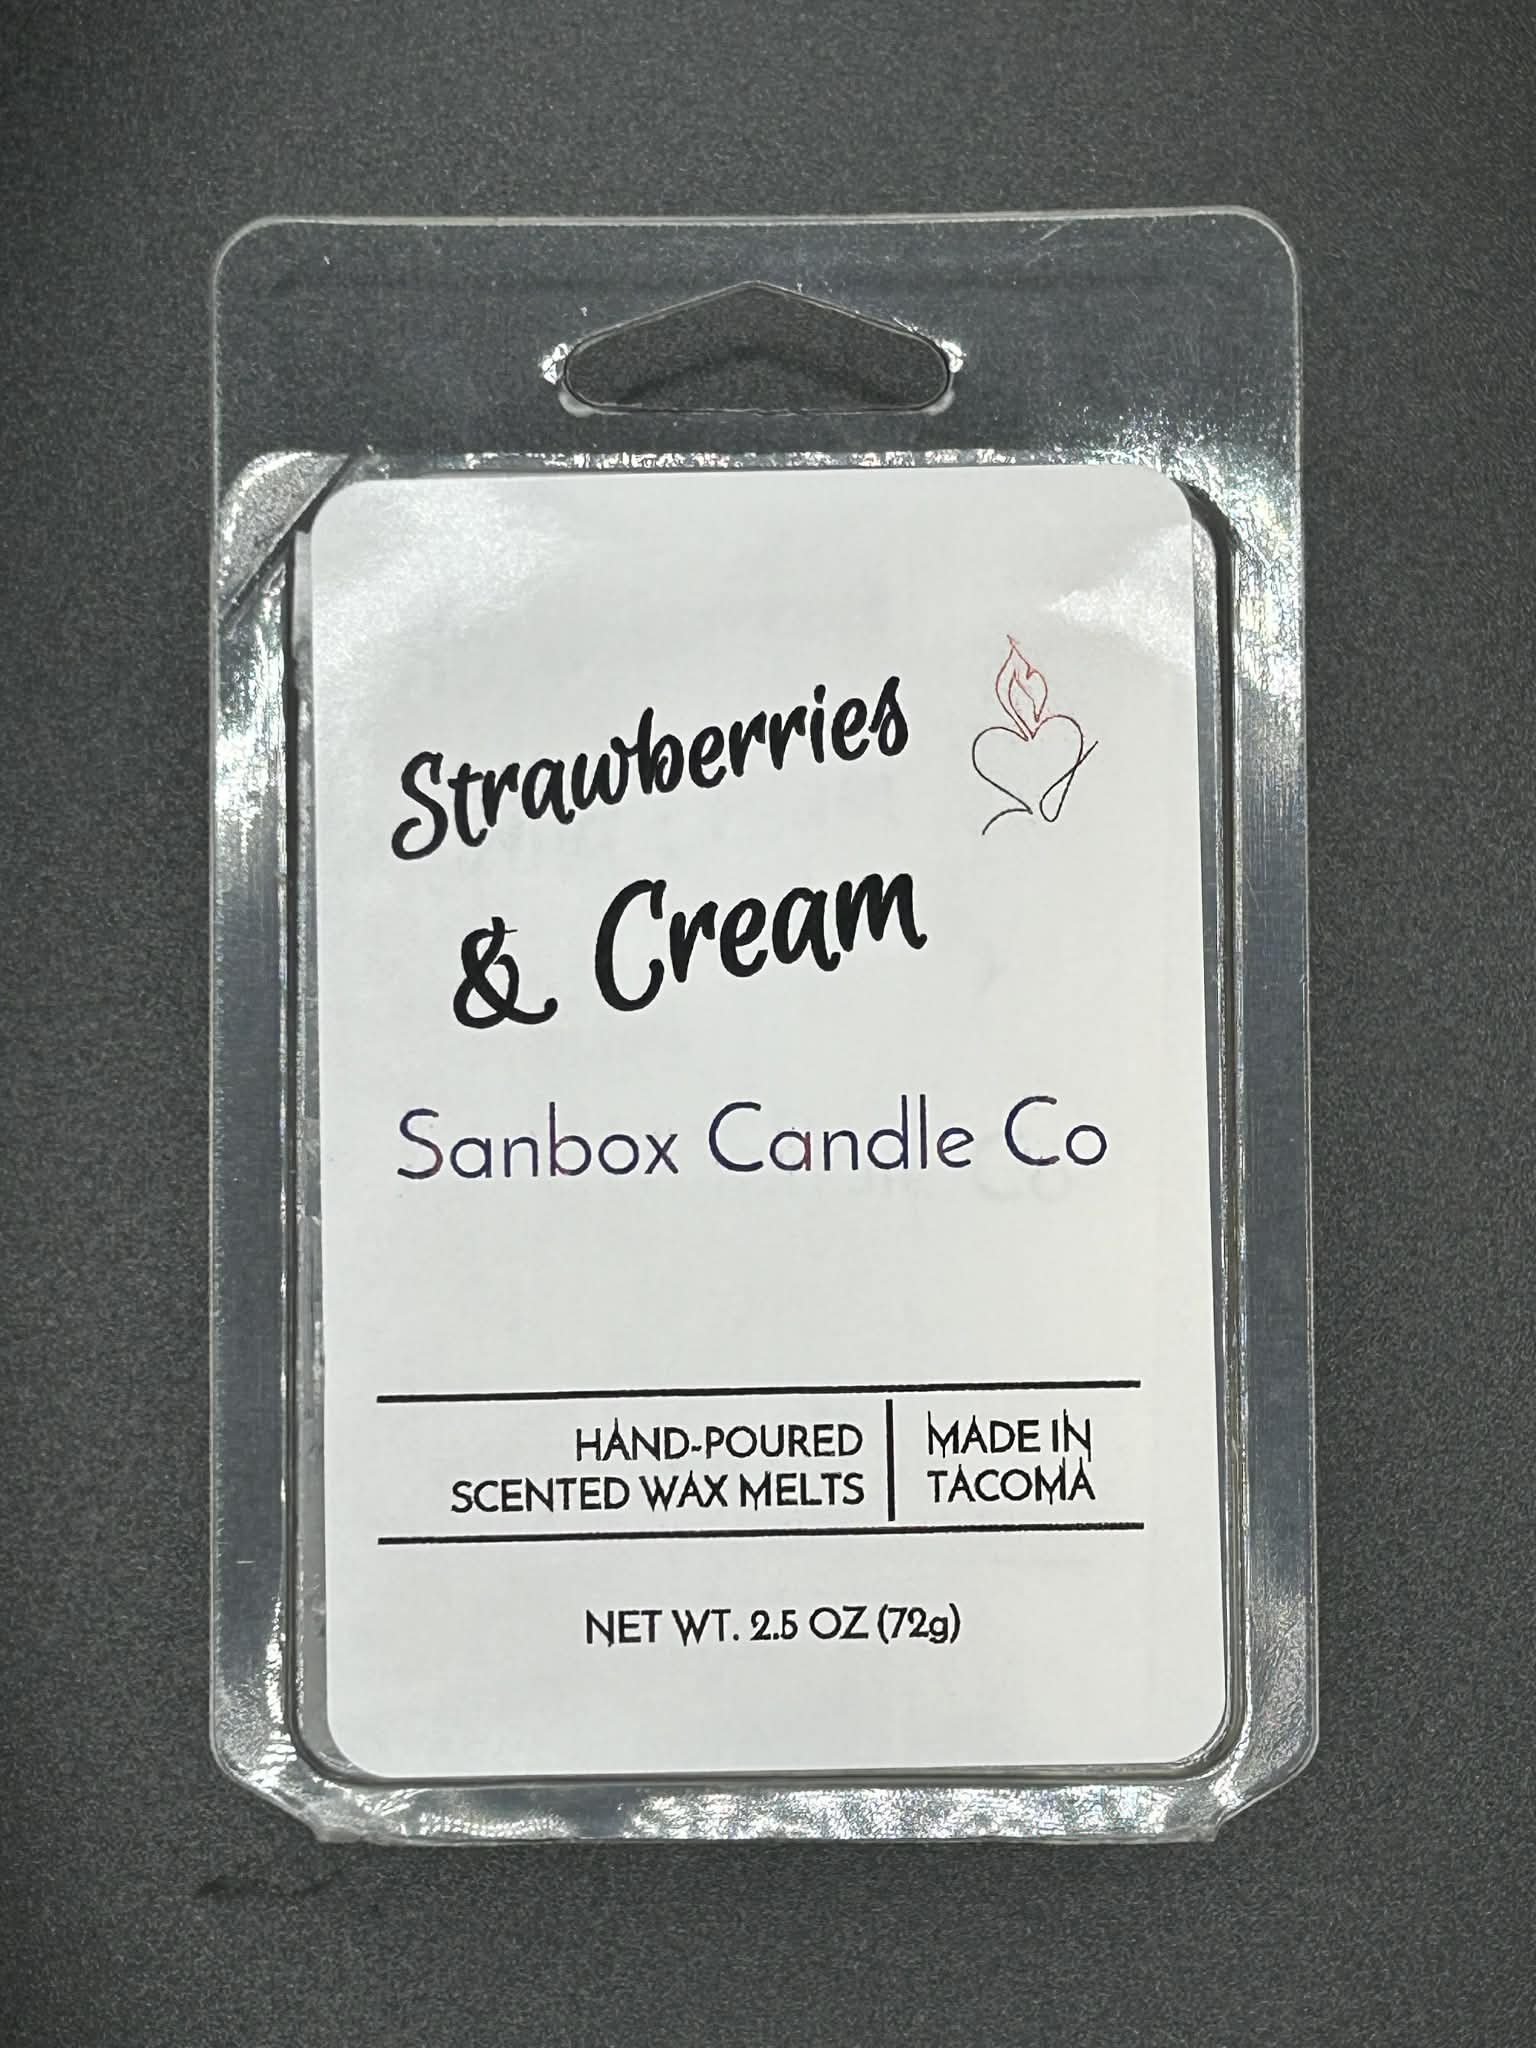 Strawberries
& Cream
Sanbox Candle Co
HAND-POURED
SCENTED WAX MELTS
MADE IN
TACOMA
NET WT. 2.5 OZ (72g)